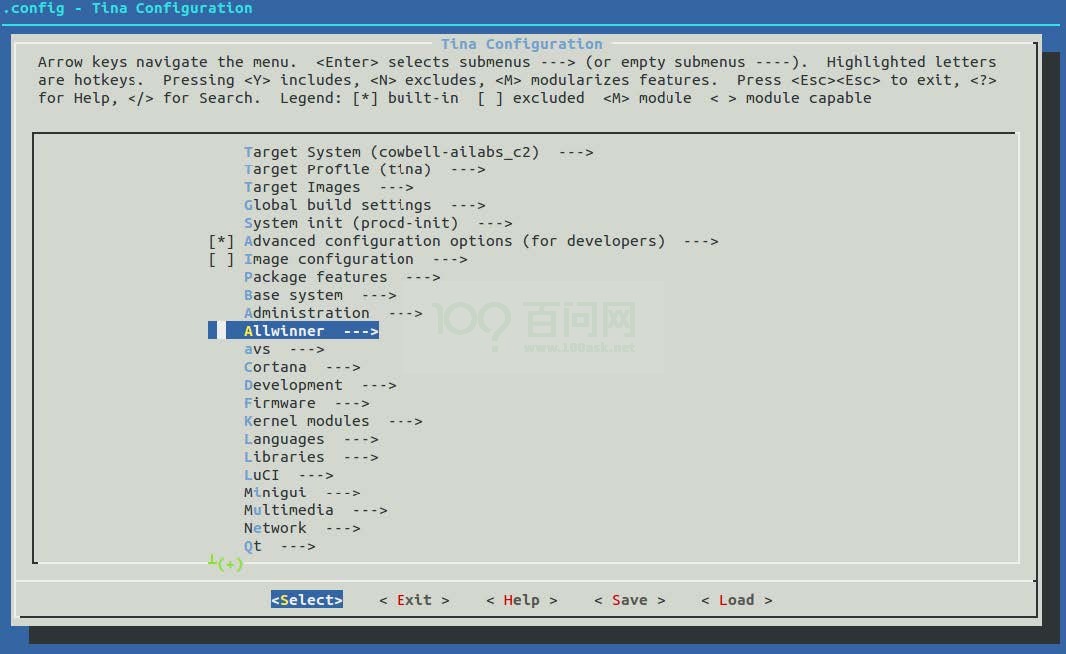 .config - Tina Configuration
Tina Configuration
Arrow keys navigate the menu.  <Enter> selects submenus ---> (or empty submenus ----).  Highlighted letters
are hotkeys.  Pressing <Y> includes, <N> excludes, <M> modularizes features.  Press <Esc><Esc> to exit, <?>
for Help, </> for Search.  Legend: [*] built-in  [ ] excluded  <M> module  < > module capable
Target System (cowbell-ailabs_c2)  --->
Target Profile (tina)  --->
Target Images  --->
Global build settings  --->
System init (procd-init)  --->
[*] Advanced configuration options (for developers)  --->
[ ] Image configuration  --->
Package features  --->
Base system  --->
Administration  --->
Allwinner  --->
avs  --->
Cortana  --->
Development  --->
Firmware  --->
Kernel modules  --->
Languages  --->
Libraries  --->
LuCI  --->
Minigui  --->
Multimedia  --->
Network  --->
Qt  --->
┴(+)
<Select>    < Exit >    < Help >    < Save >    < Load >
100? 百问网
www.100ask.net